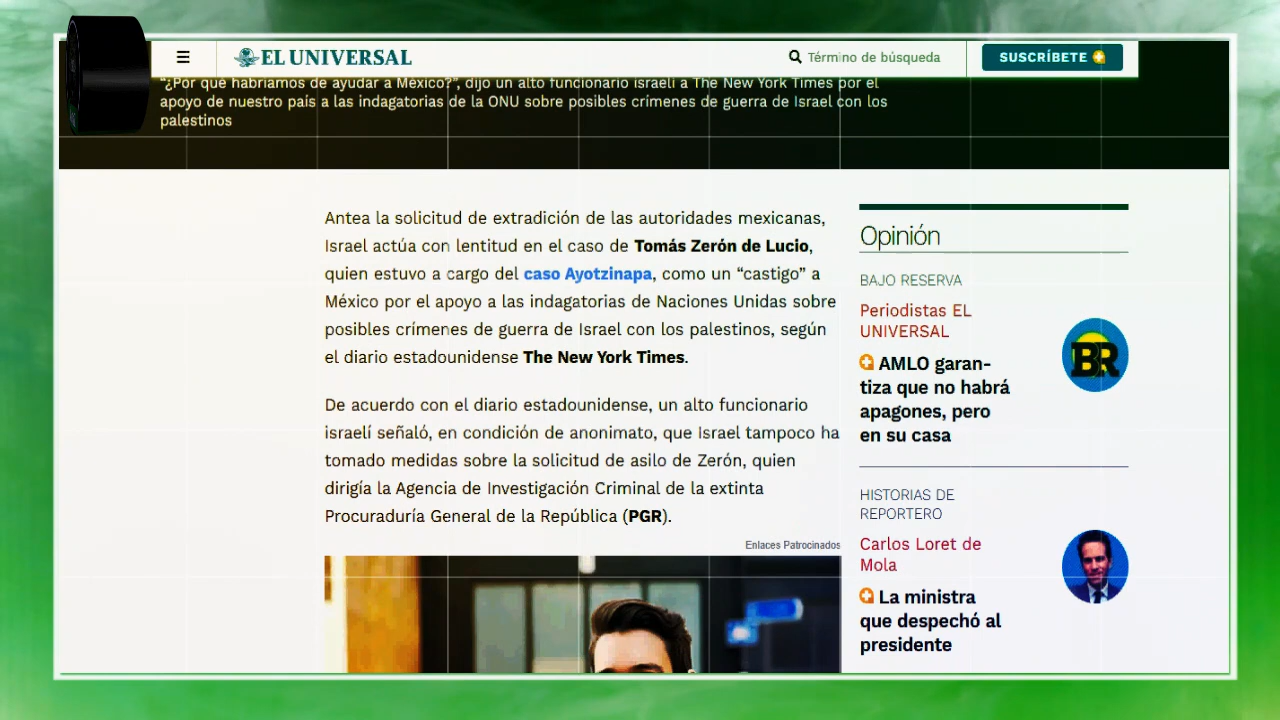 EL UNIVERSAL
Término de búsqueda
SUSCRÍBETE
“¿Por qué habríamos de ayudar a México?”, dijo un alto funcionario israelí a The New York Times por el
apoyo de nuestro país a las indagatorias de la ONU sobre posibles crímenes de guerra de Israel con los
palestinos
Antea la solicitud de extradición de las autoridades mexicanas,
Israel actúa con lentitud en el caso de Tomás Zerón de Lucio,
quien estuvo a cargo del caso Ayotzinapa, como un “castigo” a
México por el apoyo a las indagatorias de Naciones Unidas sobre
posibles crímenes de guerra de Israel con los palestinos, según
el diario estadounidense The New York Times.
De acuerdo con el diario estadounidense, un alto funcionario
israelí señaló, en condición de anonimato, que Israel tampoco ha
tomado medidas sobre la solicitud de asilo de Zerón, quien
dirigía la Agencia de Investigación Criminal de la extinta
Procuraduría General de la República (PGR).
Enlaces Patrocinados
Opinión
BAJO RESERVA
Periodistas EL
UNIVERSAL
AMLO garan-
tiza que no habrá
apagones, pero
en su casa
BR
HISTORIAS DE
REPORTERO
Carlos Loret de
Mola
La ministra
que despechó al
presidente